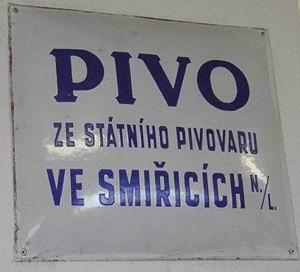 PIVO
ZE STÁTNÍHO PIVOVARU
VE SMIŘICÍCH N./L.